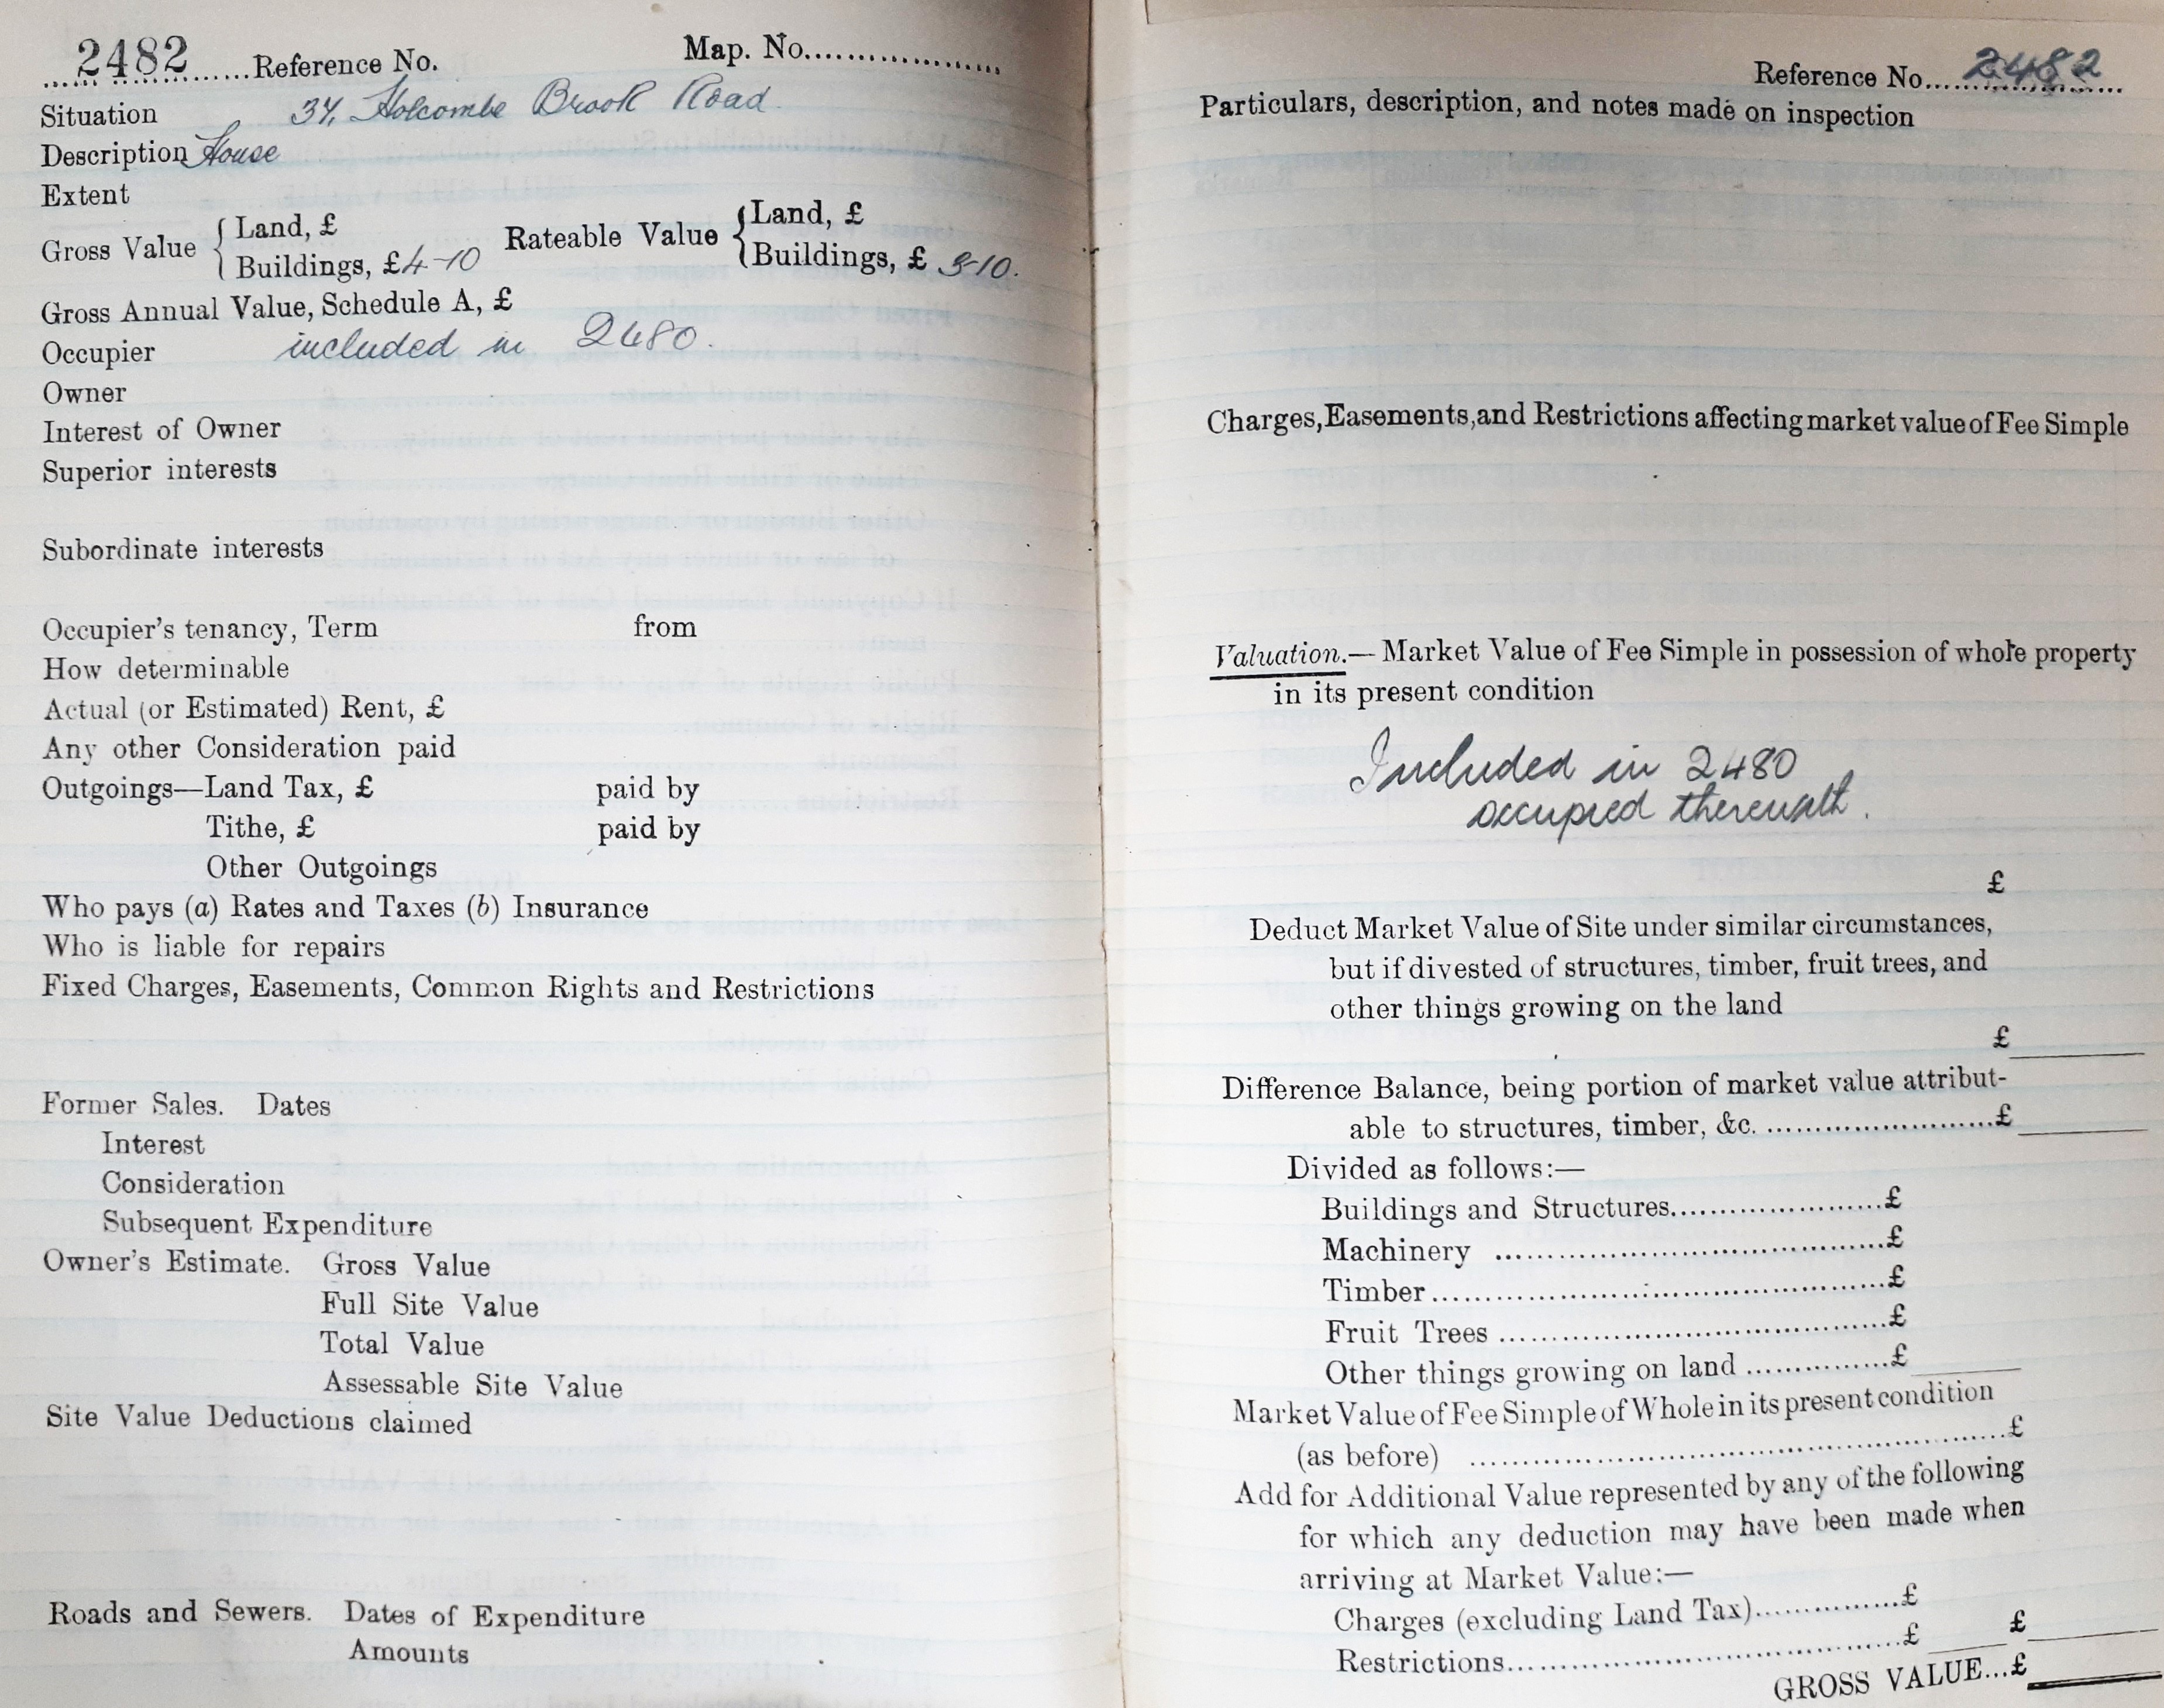 2482 Reference No. Map. No.
Situation 34, Holcombe Brook Road.
Description House
Extent
Gross Value { Land, £
Buildings, £4-10
Rateable Value { Land, £
Buildings, £ 3-10.
Gross Annual Value, Schedule A, £
Occupier included in 2480.
Owner
Interest of Owner
Superior interests
Subordinate interests
Occupier's tenancy, Term from
How determinable
Actual (or Estimated) Rent, £
Any other Consideration paid
Outgoings—Land Tax, £ paid by
Tithe, £ paid by
Other Outgoings
Who pays (a) Rates and Taxes (b) Insurance
Who is liable for repairs
Fixed Charges, Easements, Common Rights and Restrictions
Former Sales. Dates
Interest
Consideration
Subsequent Expenditure
Owner's Estimate. Gross Value
Full Site Value
Total Value
Assessable Site Value
Site Value Deductions claimed
Roads and Sewers. Dates of Expenditure
Amounts
Reference No. 2482
Particulars, description, and notes made on inspection
Charges, Easements, and Restrictions affecting market value of Fee Simple
Valuation.—Market Value of Fee Simple in possession of whole property
in its present condition
Included in 2480
occupied therewith.
£
Deduct Market Value of Site under similar circumstances,
but if divested of structures, timber, fruit trees, and
other things growing on the land
£
Difference Balance, being portion of market value attribut-
able to structures, timber, &c. £
Divided as follows:—
Buildings and Structures £
Machinery £
Timber £
Fruit Trees £
Other things growing on land £
Market Value of Fee Simple of Whole in its present condition
(as before) £
Add for Additional Value represented by any of the following
for which any deduction may have been made when
arriving at Market Value:—
Charges (excluding Land Tax) £
Restrictions £ £
GROSS VALUE...£